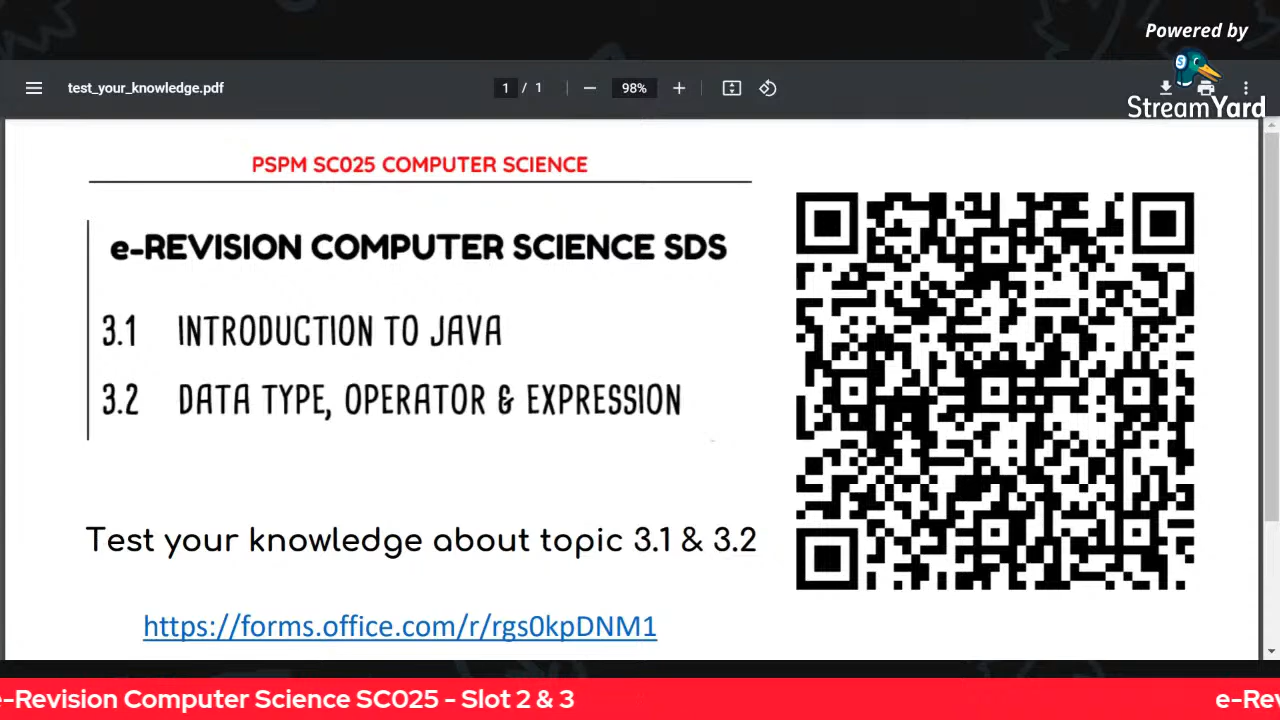 Powered by
StreamYard
test_your_knowledge.pdf
1 / 1
98%
PSPM SC025 COMPUTER SCIENCE
e-REVISION COMPUTER SCIENCE SDS
3.1 INTRODUCTION TO JAVA
3.2 DATA TYPE, OPERATOR & EXPRESSION
Test your knowledge about topic 3.1 & 3.2
https://forms.office.com/r/rgs0kpDNM1
e-Revision Computer Science SC025 - Slot 2 & 3
e-Rev